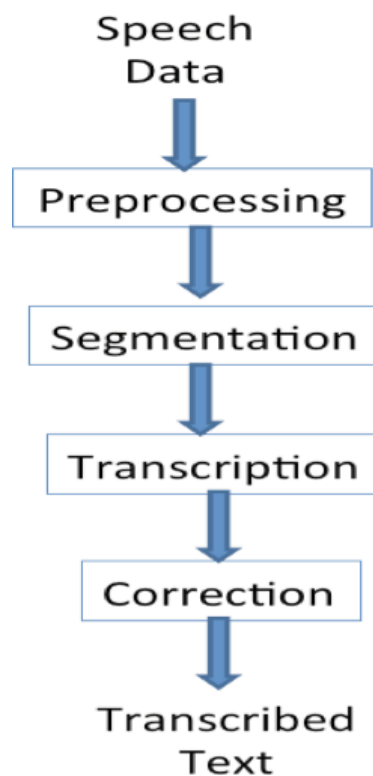 Speech
Data
Preprocessing
Segmentation
Transcription
Correction
Transcribed
Text